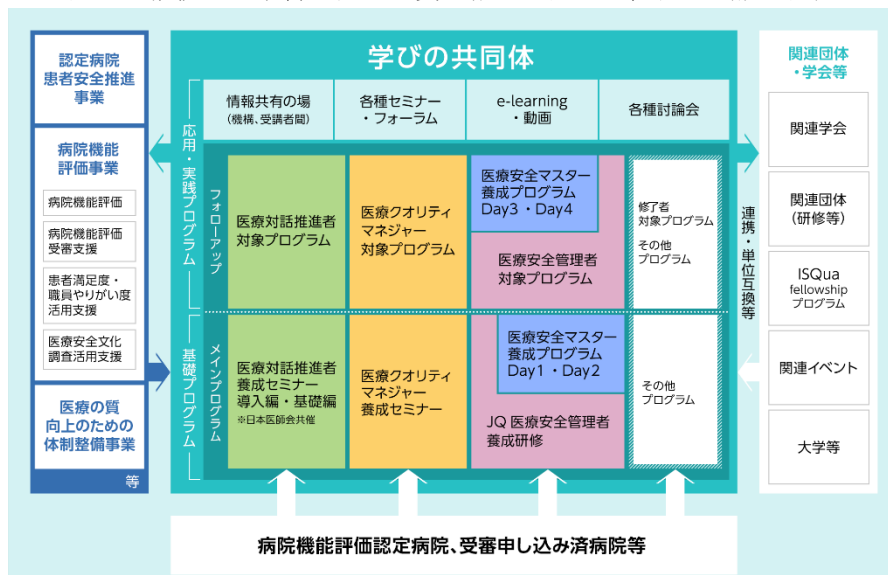 認定病院
患者安全推進
事業
病院機能
評価事業
病院機能評価
病院機能評価
受審支援
患者満足度・
職員やりがい度
活用支援
医療安全文化
調査活用支援
医療の質
向上のための
体制整備事業
等
学びの共同体
応用・実践プログラム
基礎プログラム
情報共有の場
(機構、受講者間)
各種セミナー
・フォーラム
e-learning
・動画
各種討論会
フォローアップ
医療対話推進者
対象プログラム
医療クオリティ
マネジャー
対象プログラム
医療安全マスター
養成プログラム
Day3・Day4
医療安全管理者
対象プログラム
修了者
対象プログラム
その他
プログラム
メインプログラム
医療対話推進者
養成セミナー
導入編・基礎編
※日本医師会共催
医療クオリティ
マネジャー
養成セミナー
医療安全マスター
養成プログラム
Day1・Day2
JQ 医療安全管理者
養成研修
その他
プログラム
連携・単位互換等
関連団体
・学会等
関連学会
関連団体
(研修等)
ISQua
fellowship
プログラム
関連イベント
大学等
病院機能評価認定病院、受審申し込み済病院等